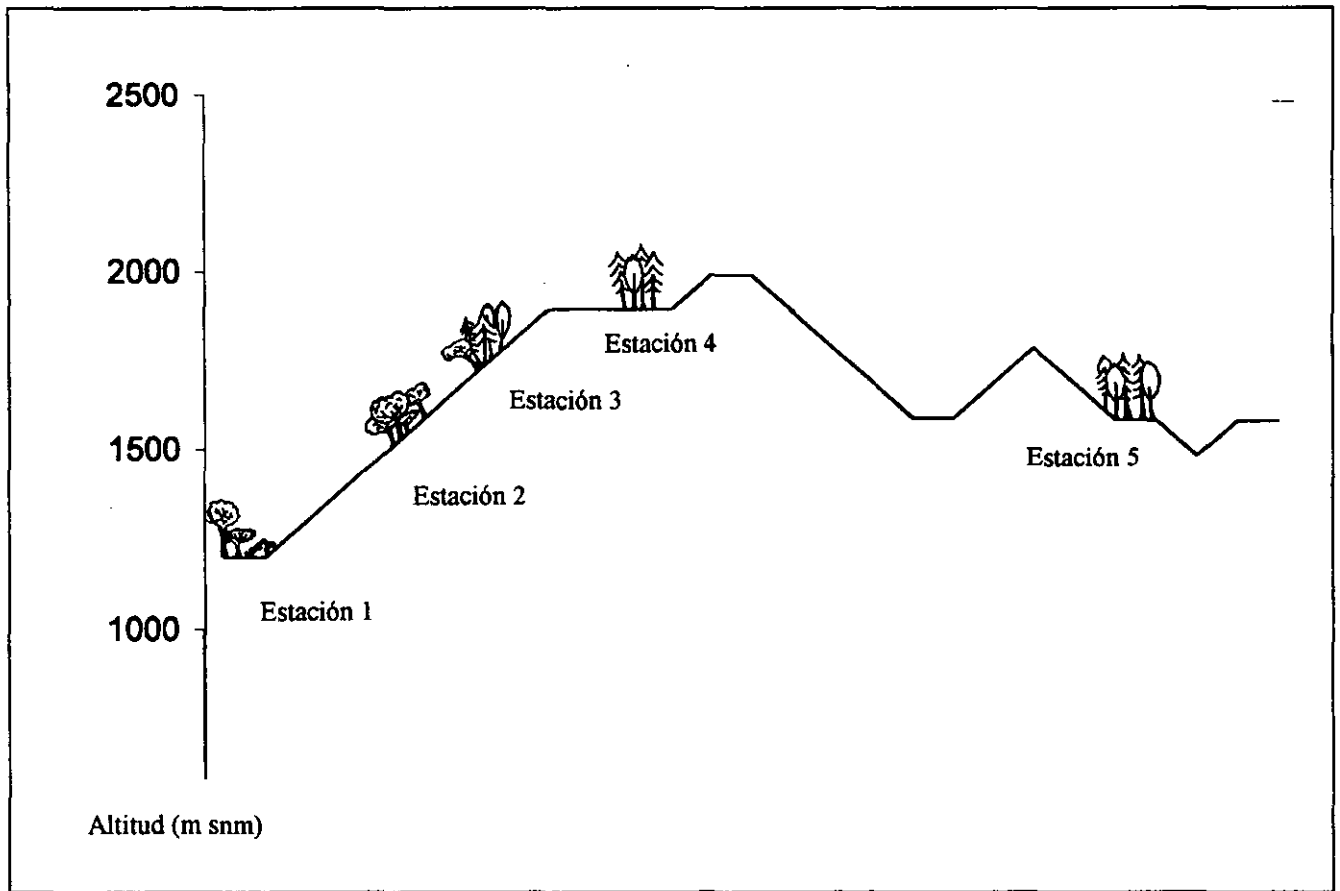 2500
2000
Estación 4
Estación 3
1500
Estación 5
Estación 2
Estación 1
1000
Altitud (m snm)